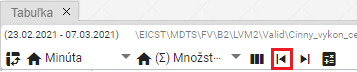 Tabuľka
(23.02.2021 - 07.03.2021) \EICST\MDTS\FV\B2\LVM2\Valid\Cinny_vykon_ce
Minúta (Σ) Množst···